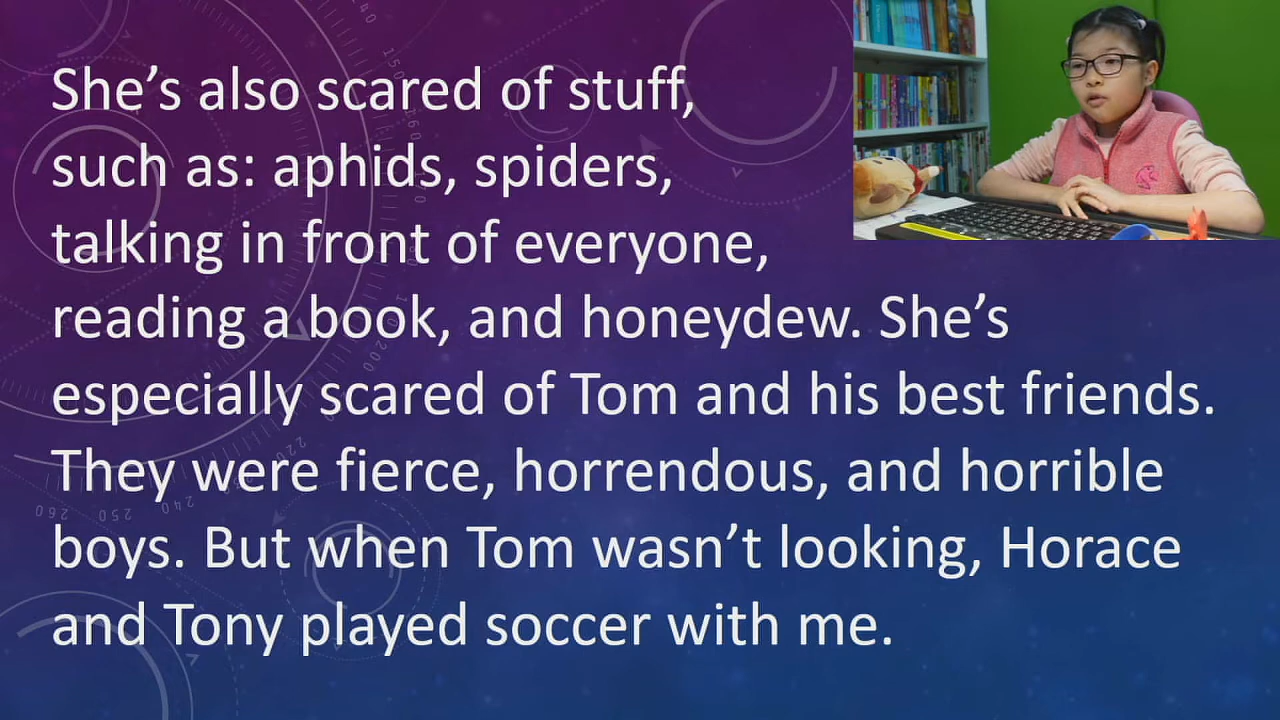 She’s also scared of stuff,
such as: aphids, spiders,
talking in front of everyone,
reading a book, and honeydew. She’s
especially scared of Tom and his best friends.
They were fierce, horrendous, and horrible
boys. But when Tom wasn’t looking, Horace
and Tony played soccer with me.